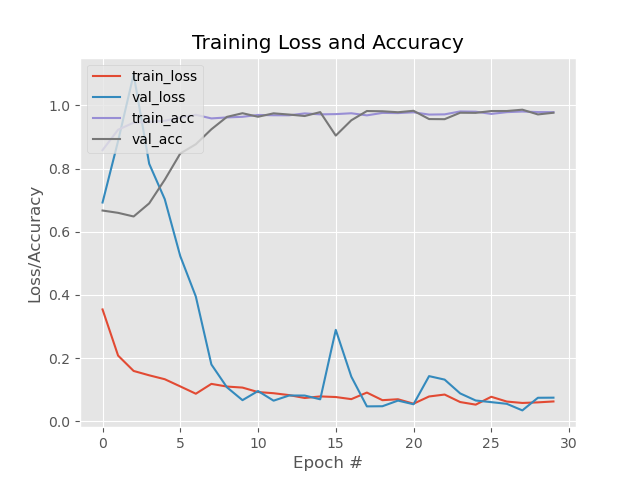 Training Loss and Accuracy
train_loss
val_loss
train_acc
val_acc
Loss/Accuracy
1.0
0.8
0.6
0.4
0.2
0.0
0 5 10 15 20 25 30
Epoch #